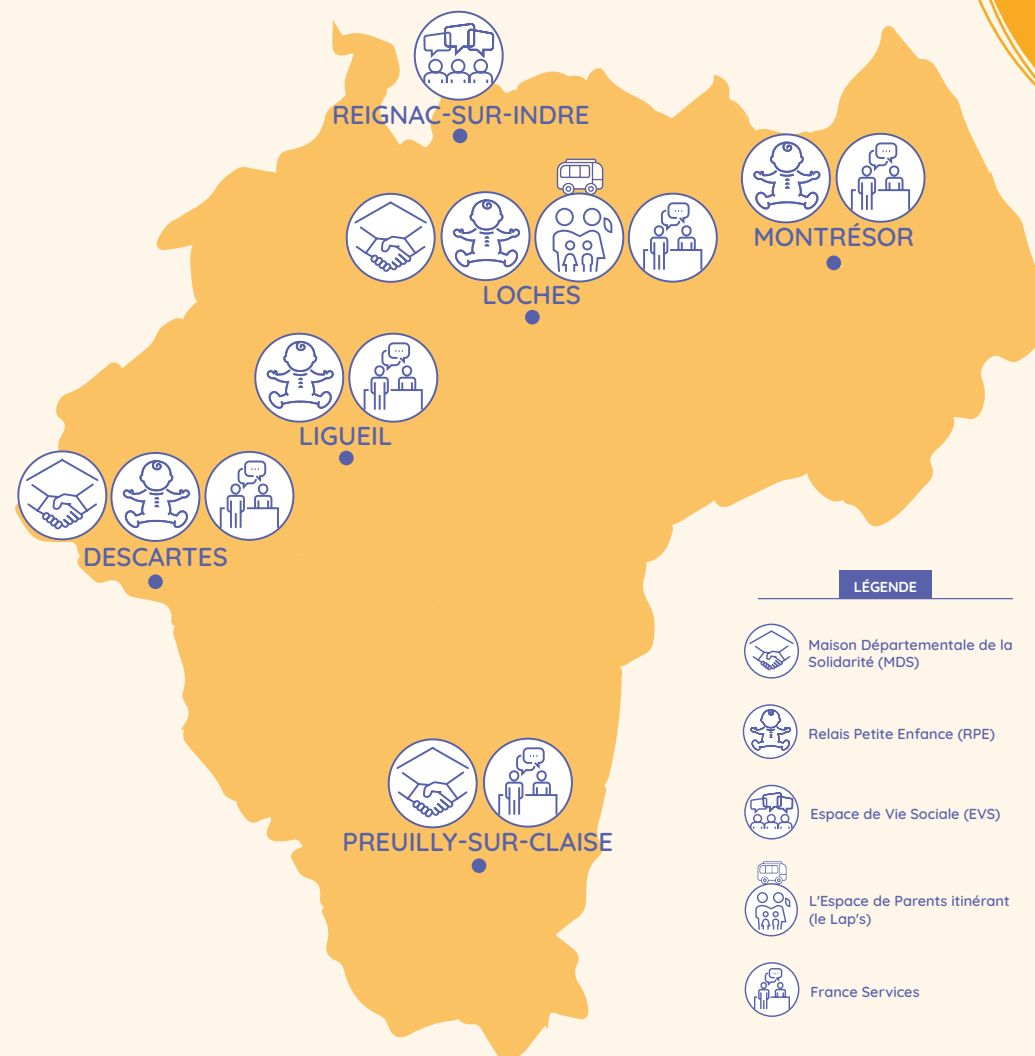 REIGNAC-SUR-INDRE
MONTRÉSOR
LOCHES
LIGUEIL
DESCARTES
PREUILLY-SUR-CLAISE
LÉGENDE
Maison Départementale de la
Solidarité (MDS)
Relais Petite Enfance (RPE)
Espace de Vie Sociale (EVS)
L'Espace de Parents itinérant
(le Lap's)
France Services